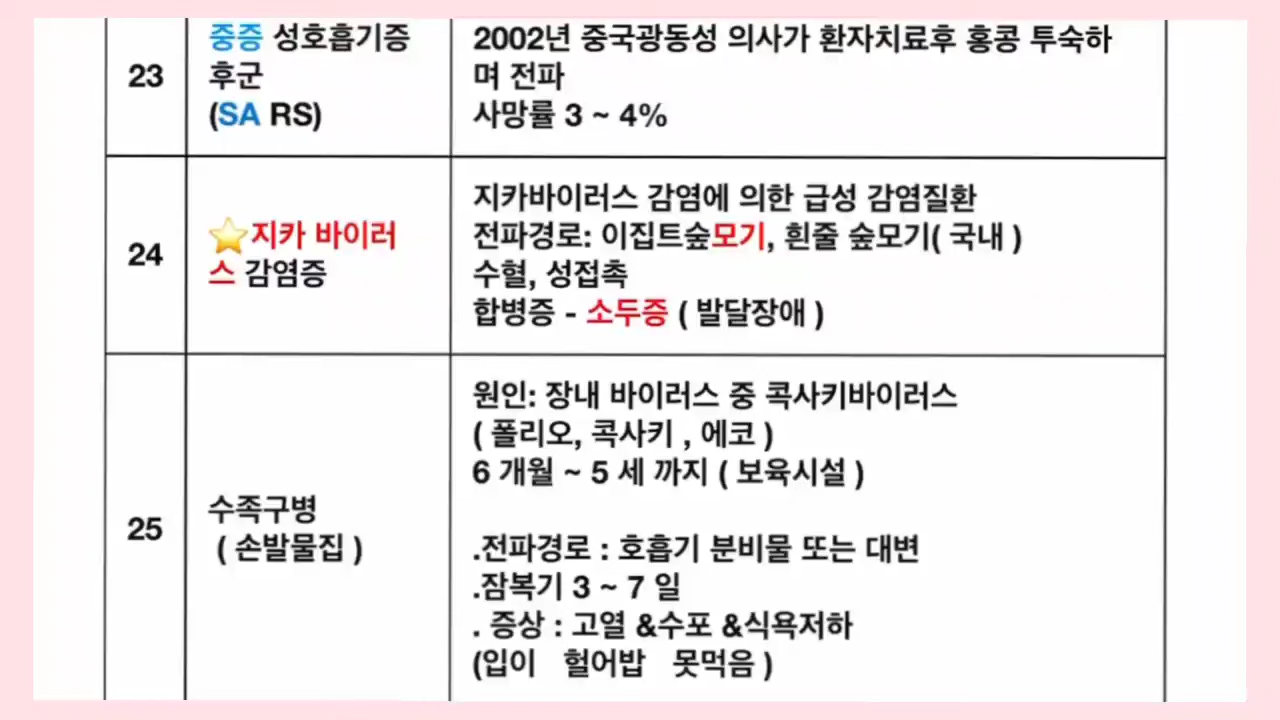 23
중증 성호흡기증
후군
(SA RS)
2002년 중국광동성 의사가 환자치료후 홍콩 투숙하
며 전파
사망률 3 ~ 4%
24
⭐지카 바이러
스 감염증
지카바이러스 감염에 의한 급성 감염질환
전파경로: 이집트숲모기, 흰줄 숲모기( 국내 )
수혈, 성접촉
합병증 - 소두증 ( 발달장애 )
25
수족구병
( 손발물집 )
원인: 장내 바이러스 중 콕사키바이러스
( 폴리오, 콕사키 , 에코 )
6 개월 ~ 5 세 까지 ( 보육시설 )
.전파경로 : 호흡기 분비물 또는 대변
.잠복기 3 ~ 7 일
. 증상 : 고열 &수포 &식욕저하
(입이 헐어밥 못먹음 )